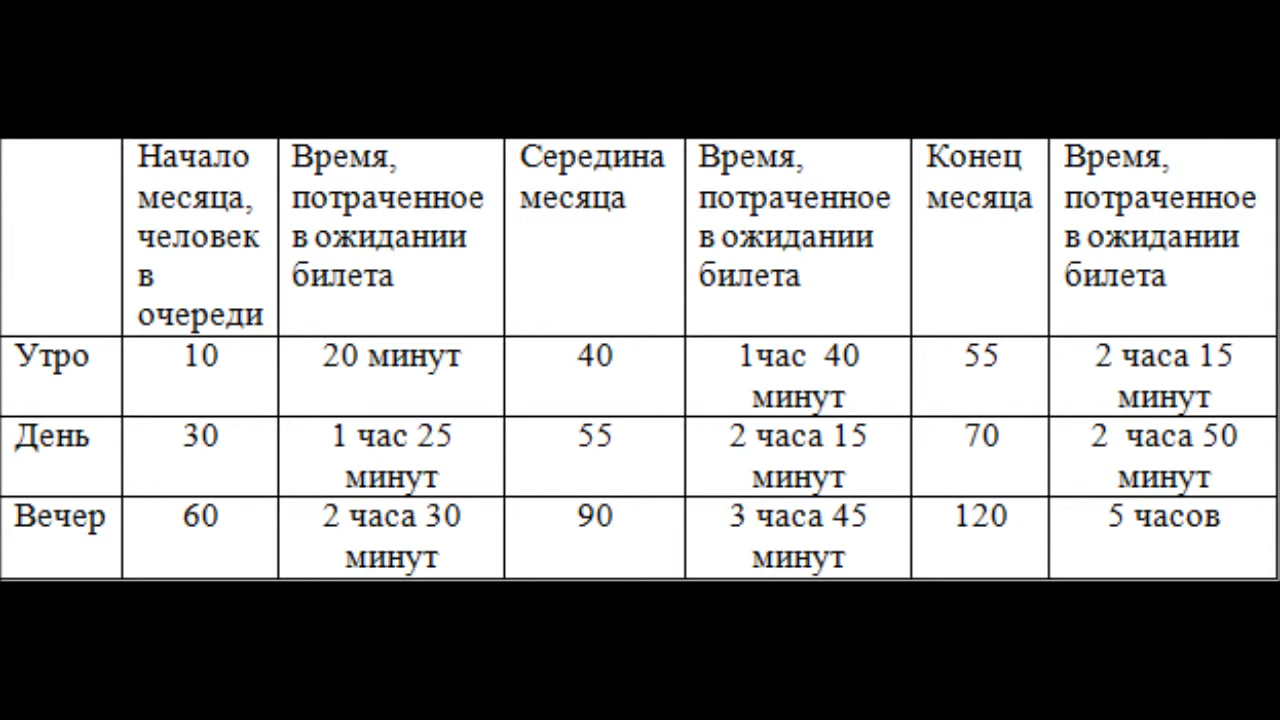 Начало
месяца,
человек
в
очереди
Время,
потраченное
в ожидании
билета
Середина
месяца
Время,
потраченное
в ожидании
билета
Конец
месяца
Время,
потраченное
в ожидании
билета
Утро
10
20 минут
40
1час 40
минут
55
2 часа 15
минут
День
30
1 час 25
минут
55
2 часа 15
минут
70
2 часа 50
минут
Вечер
60
2 часа 30
минут
90
3 часа 45
минут
120
5 часов